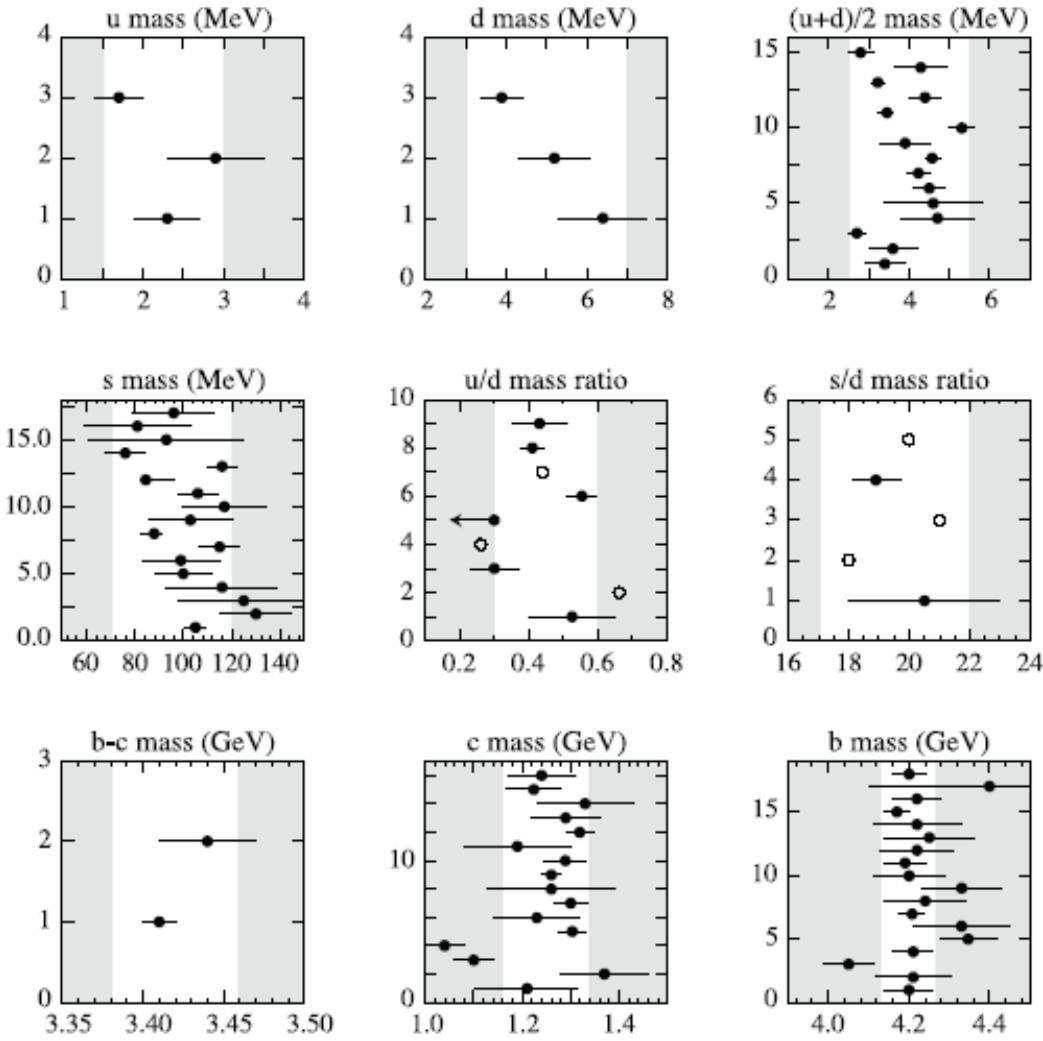 u mass (MeV) d mass (MeV) (u+d)/2 mass (MeV)
4 4 15
3 3
10
2 2
5
1 1
0 0 0
1 2 3 4 2 4 6 8 2 4 6
s mass (MeV) u/d mass ratio s/d mass ratio
10 6
15.0 8 5
4
10.0 6
3
4
5.0 2
2 1
0.0 0 0
60 80 100 120 140 0.2 0.4 0.6 0.8 16 18 20 22 24
b-c mass (GeV) c mass (GeV) b mass (GeV)
3
15
2
10 10
1
5
0 0 0
3.35 3.40 3.45 3.50 1.0 1.2 1.4 4.0 4.2 4.4